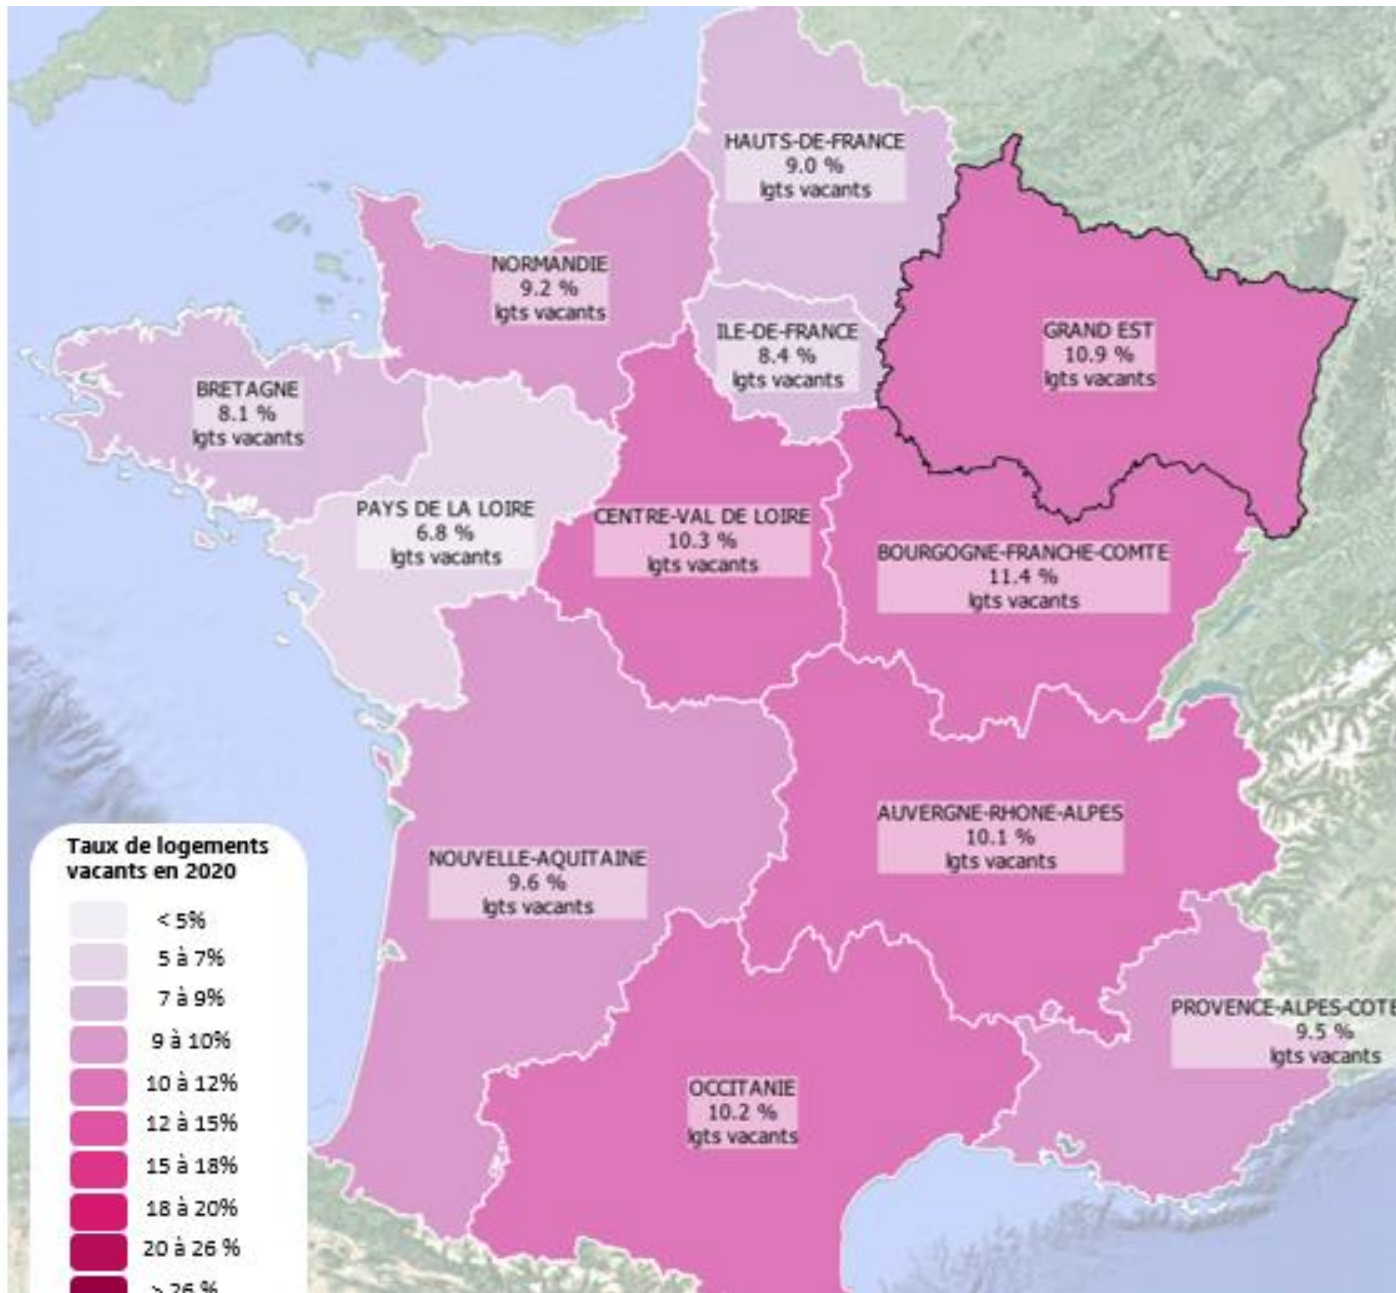 HAUTS-DE-FRANCE
9.0 %
lgts vacants
NORMANDIE
9.2 %
lgts vacants
ILE-DE-FRANCE
8.4 %
lgts vacants
GRAND EST
10.9 %
lgts vacants
BRETAGNE
8.1 %
lgts vacants
PAYS DE LA LOIRE
6.8 %
lgts vacants
CENTRE-VAL DE LOIRE
10.3 %
lgts vacants
BOURGOGNE-FRANCHE-COMTE
11.4 %
lgts vacants
AUVERGNE-RHONE-ALPES
10.1 %
lgts vacants
NOUVELLE-AQUITAINE
9.6 %
lgts vacants
PROVENCE-ALPES-COTE
9.5 %
lgts vacants
OCCITANIE
10.2 %
lgts vacants
Taux de logements
vacants en 2020
< 5%
5 à 7%
7 à 9%
9 à 10%
10 à 12%
12 à 15%
15 à 18%
18 à 20%
20 à 26 %
> 26 %